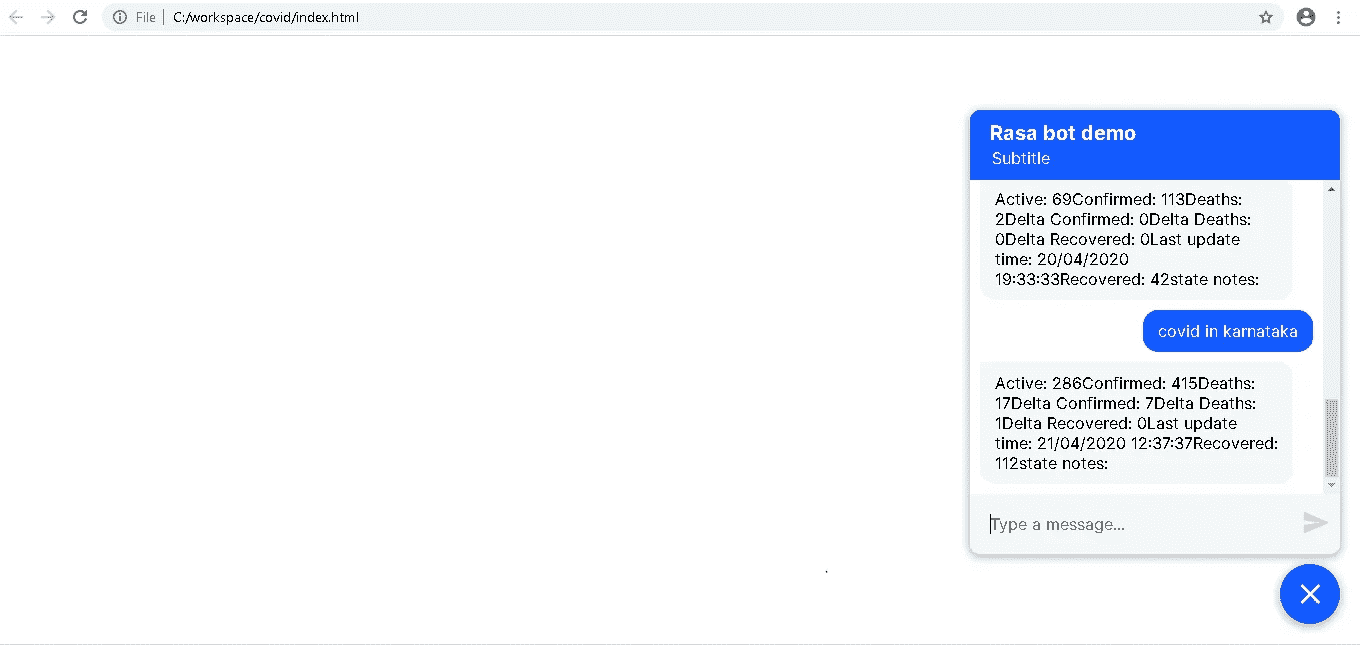 File | C:/workspace/covid/index.html
Rasa bot demo
Subtitle
Active: 69Confirmed: 113Deaths:
2Delta Confirmed: 0Delta Deaths:
0Delta Recovered: 0Last update
time: 20/04/2020
19:33:33Recovered: 42state notes:
covid in karnataka
Active: 286Confirmed: 415Deaths:
17Delta Confirmed: 7Delta Deaths:
1Delta Recovered: 0Last update
time: 21/04/2020 12:37:37Recovered:
112state notes:
Type a message...